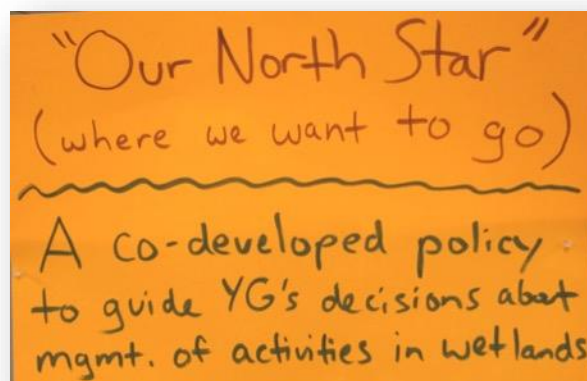 "Our North Star"
(where we want to go)
A co-developed policy
to guide YG's decisions about
mgmt. of activities in wetlands